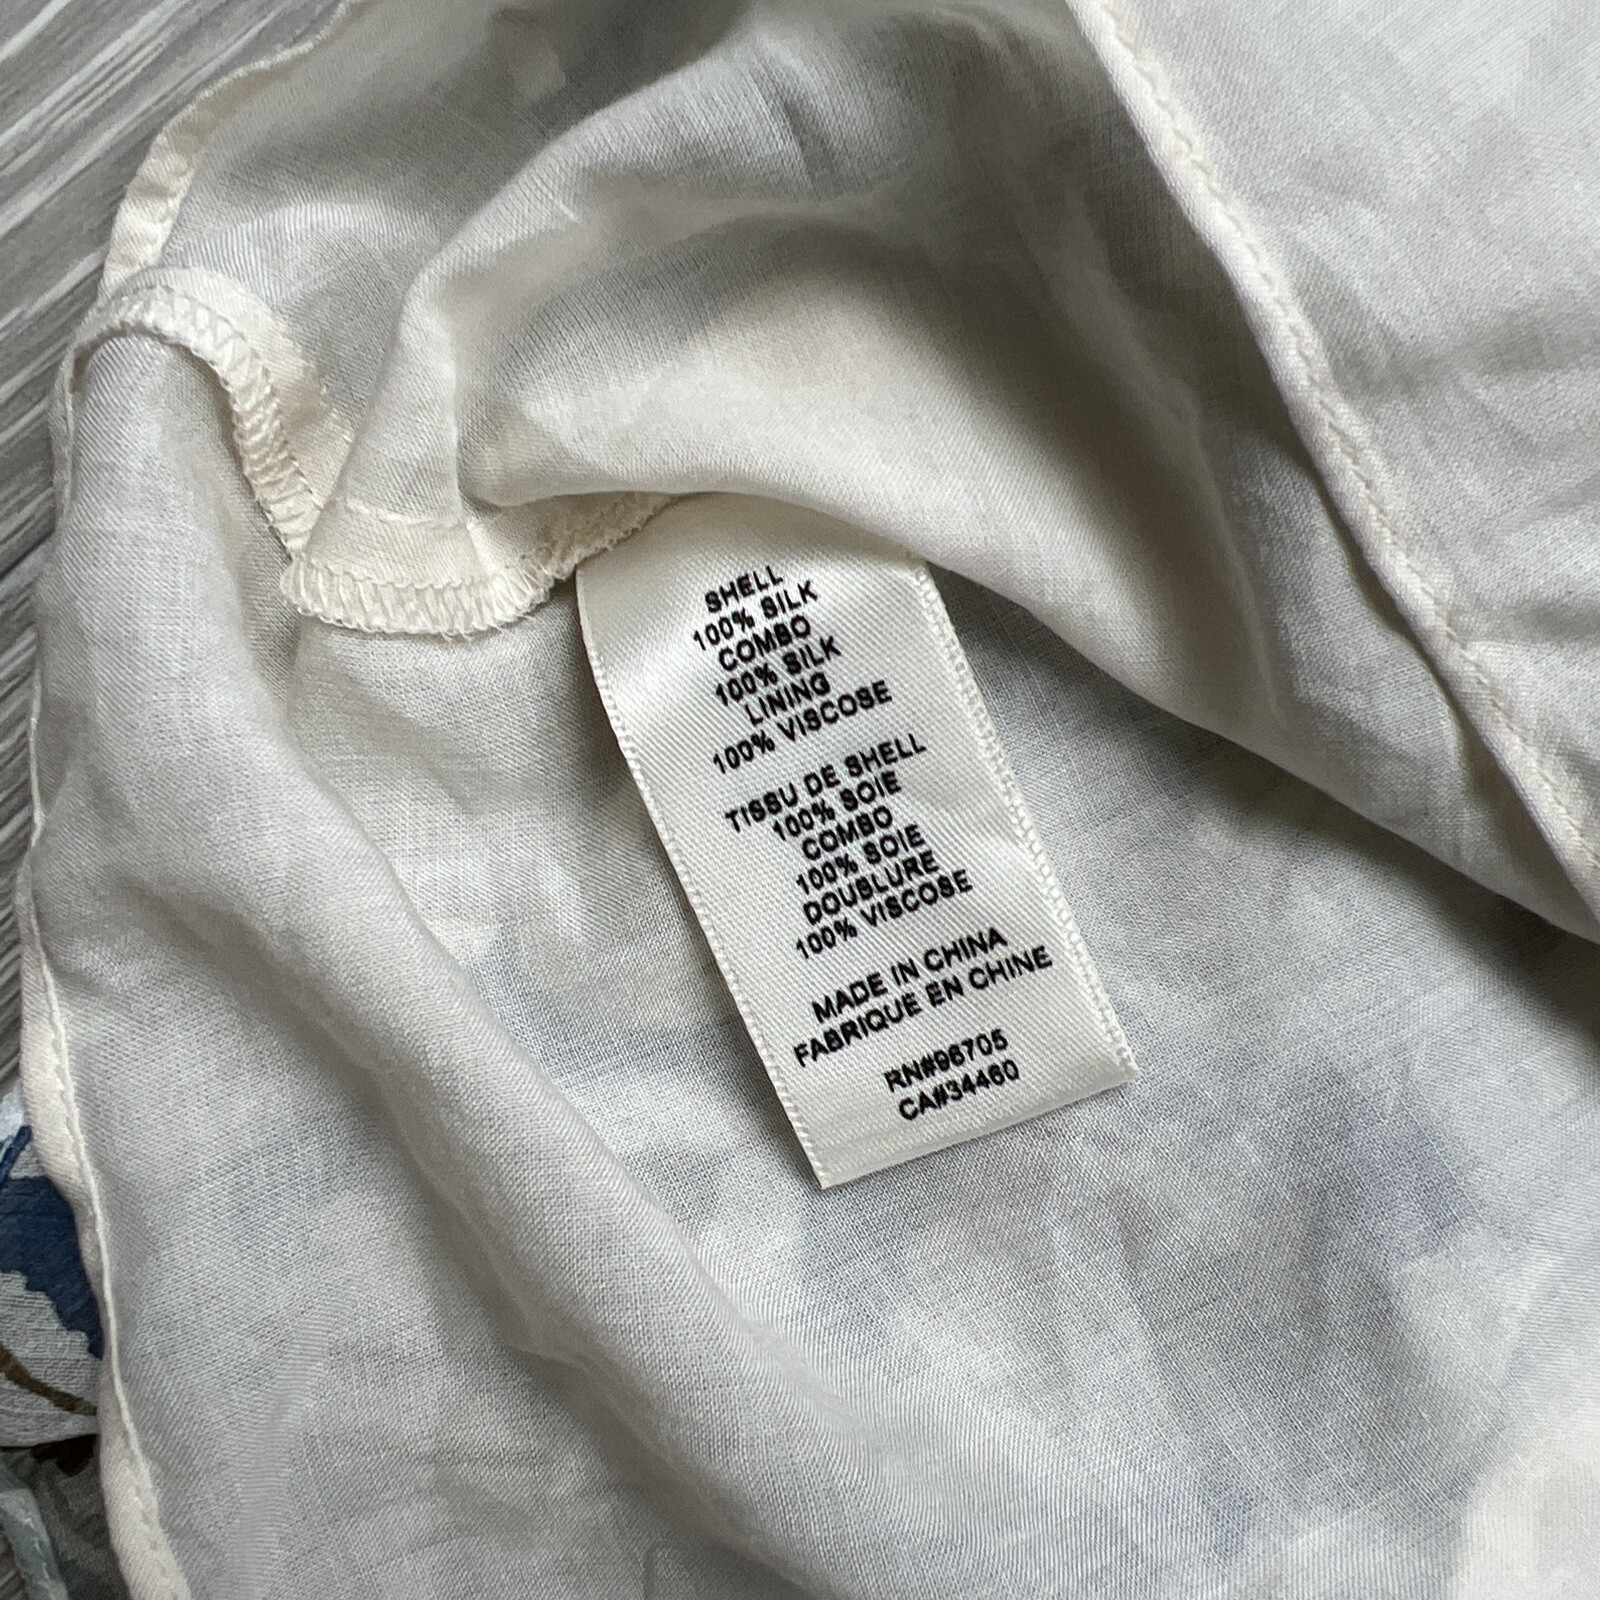 SHELL
100% SILK
COMBO
100% SILK
LINING
100% VISCOSE
TISSU DE SHELL
100% SOIE
COMBO
100% SOIE
DOUBLURE
100% VISCOSE
MADE IN CHINA
FABRIQUE EN CHINE
RN#96705
CA#34460